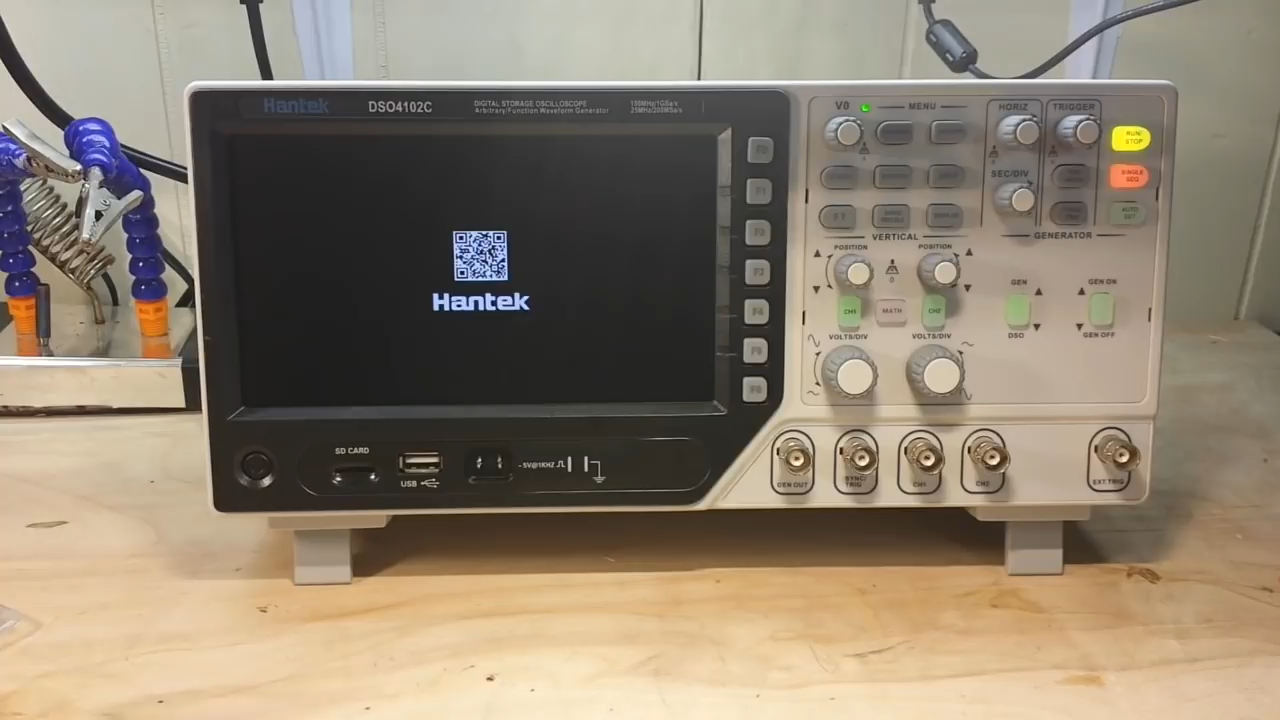 Hantek
DSO4102C
DIGITAL STORAGE OSCILLOSCOPE
Arbitrary/Function Waveform Generator
100MHz/1GSa/s
25MHz/200MSa/s
Hantek
V0
MENU
HORIZ
TRIGGER
RUN/
STOP
SINGLE
SEQ
AUTO
SET
SEC/DIV
F0
F1
F2
F3
F4
F5
F6
VERTICAL
GENERATOR
POSITION
POSITION
0
CH1
MATH
CH2
VOLTS/DIV
VOLTS/DIV
GEN
DSO
GEN ON
GEN OFF
SD CARD
USB
~5V@1KHZ
GEN OUT
SYNC/
TRIG
CH1
CH2
EXT.TRIG